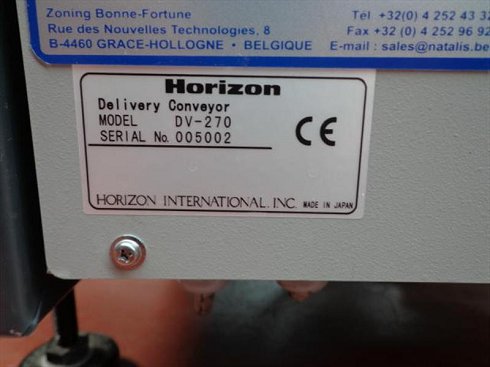 Zoning Bonne-Fortune
Rue des Nouvelles Technologies, 8
B-4460 GRACE-HOLLOGNE • BELGIQUE
Tel +32(0) 4 252 43 32
Fax +32 (0) 4 252 96 92
E-mail : sales@natalis.be
Horizon
Delivery Conveyor
MODEL DV-270
SERIAL No. 005002
CE
HORIZON INTERNATIONAL, INC. MADE IN JAPAN